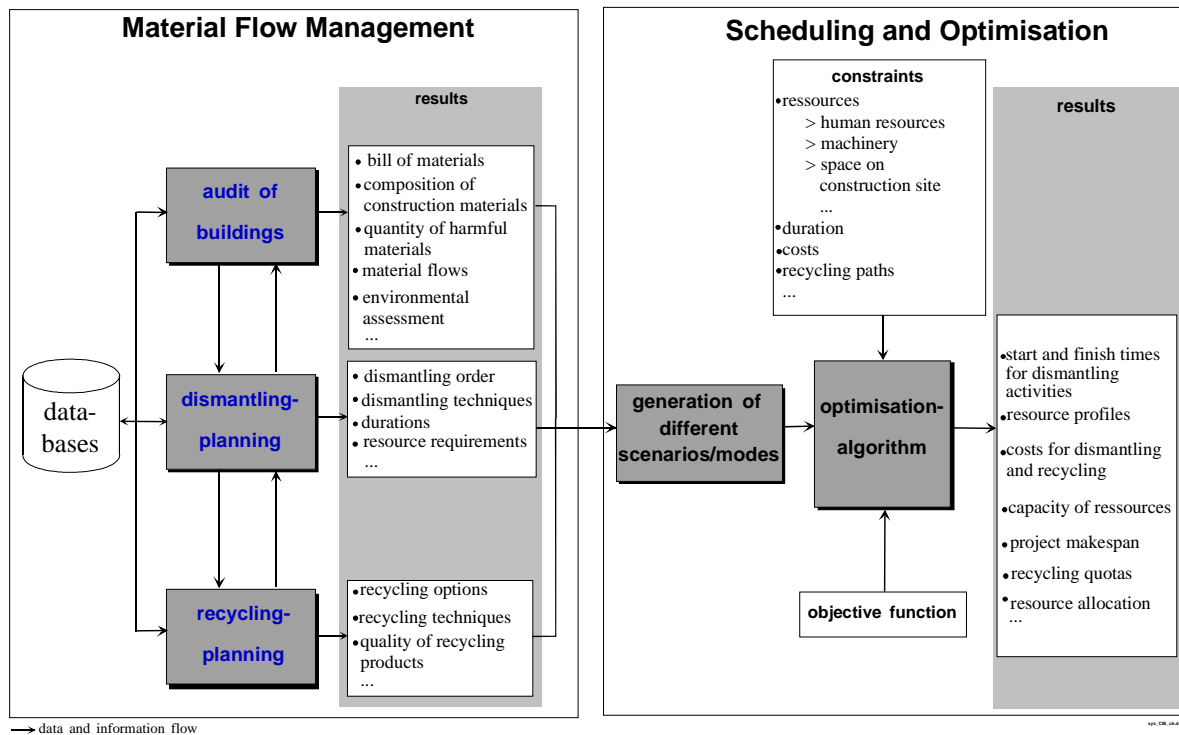 Material Flow Management
results
audit of
buildings
• bill of materials
• composition of
construction materials
• quantity of harmful
materials
• material flows
• environmental
assessment
...
data-
bases
dismantling-
planning
• dismantling order
• dismantling techniques
• durations
• resource requirements
...
recycling-
planning
• recycling options
• recycling techniques
• quality of recycling
products
...
Scheduling and Optimisation
constraints
• ressources
> human resources
> machinery
> space on
construction site
...
• duration
• costs
• recycling paths
...
generation of
different
scenarios/modes
optimisation-
algorithm
objective function
results
• start and finish times
for dismantling
activities
• resource profiles
• costs for dismantling
and recycling
• capacity of ressources
• project makespan
• recycling quotas
• resource allocation
...
data and information flow